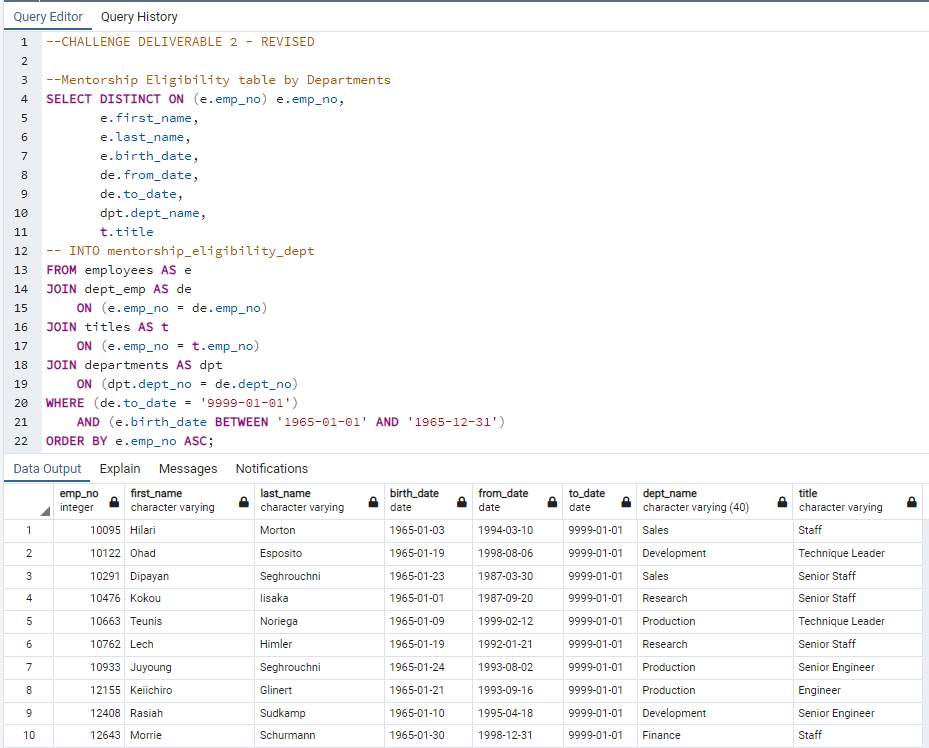 Query Editor Query History
1 --CHALLENGE DELIVERABLE 2 - REVISED
2
3 --Mentorship Eligibility table by Departments
4 SELECT DISTINCT ON (e.emp_no) e.emp_no,
5 e.first_name,
6 e.last_name,
7 e.birth_date,
8 de.from_date,
9 de.to_date,
10 dpt.dept_name,
11 t.title
12 -- INTO mentorship_eligibility_dept
13 FROM employees AS e
14 JOIN dept_emp AS de
15 ON (e.emp_no = de.emp_no)
16 JOIN titles AS t
17 ON (e.emp_no = t.emp_no)
18 JOIN departments AS dpt
19 ON (dpt.dept_no = de.dept_no)
20 WHERE (de.to_date = '9999-01-01')
21 AND (e.birth_date BETWEEN '1965-01-01' AND '1965-12-31')
22 ORDER BY e.emp_no ASC;
Data Output Explain Messages Notifications
emp_no first_name last_name birth_date from_date to_date dept_name title
integer character varying character varying date date date character varying (40) character varying
1 10095 Hilari Morton 1965-01-03 1994-03-10 9999-01-01 Sales Staff
2 10122 Ohad Esposito 1965-01-19 1998-08-06 9999-01-01 Development Technique Leader
3 10291 Dipayan Seghrouchni 1965-01-23 1987-03-30 9999-01-01 Sales Senior Staff
4 10476 Kokou Iisaka 1965-01-01 1987-09-20 9999-01-01 Research Senior Staff
5 10663 Teunis Noriega 1965-01-09 1999-02-12 9999-01-01 Production Technique Leader
6 10762 Lech Himler 1965-01-19 1992-01-21 9999-01-01 Research Senior Staff
7 10933 Juyoung Seghrouchni 1965-01-24 1993-08-02 9999-01-01 Production Senior Engineer
8 12155 Keiichiro Glinert 1965-01-21 1993-09-16 9999-01-01 Production Engineer
9 12408 Rasiah Sudkamp 1965-01-10 1995-04-18 9999-01-01 Development Senior Engineer
10 12643 Morrie Schurmann 1965-01-30 1998-12-31 9999-01-01 Finance Staff